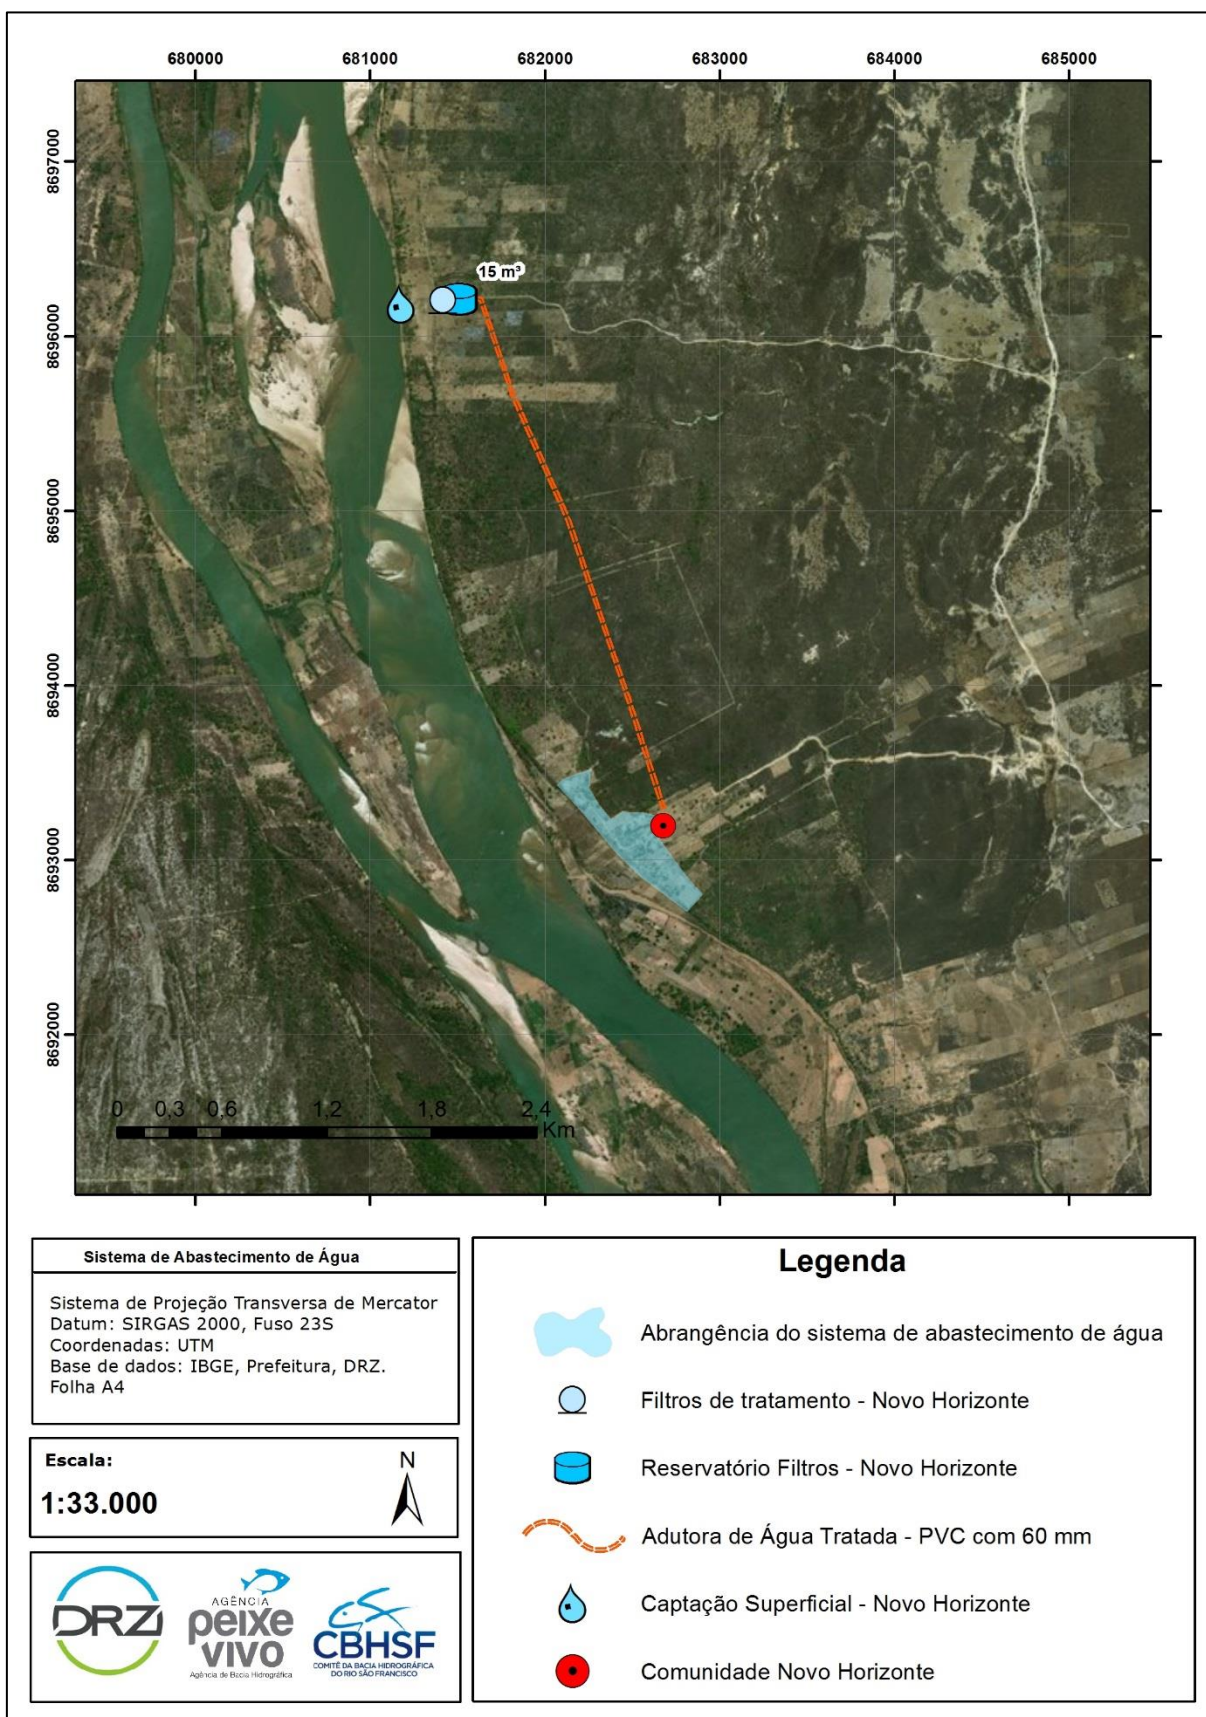 680000 681000 682000 683000 684000 685000
8697000
8696000
8695000
8694000
8693000
8692000
15 m³
0 0,3 0,6 1,2 1,8 2,4
Km
Sistema de Abastecimento de Água
Sistema de Projeção Transversa de Mercator
Datum: SIRGAS 2000, Fuso 23S
Coordenadas: UTM
Base de dados: IBGE, Prefeitura, DRZ.
Folha A4
Escala:
1:33.000
N
DRZ
AGÊNCIA
peixe
vivo
Agência de Bacia Hidrográfica
CBHSF
COMITÊ DA BACIA HIDROGRÁFICA
DO RIO SÃO FRANCISCO
Legenda
Abrangência do sistema de abastecimento de água
Filtros de tratamento - Novo Horizonte
Reservatório Filtros - Novo Horizonte
Adutora de Água Tratada - PVC com 60 mm
Captação Superficial - Novo Horizonte
Comunidade Novo Horizonte